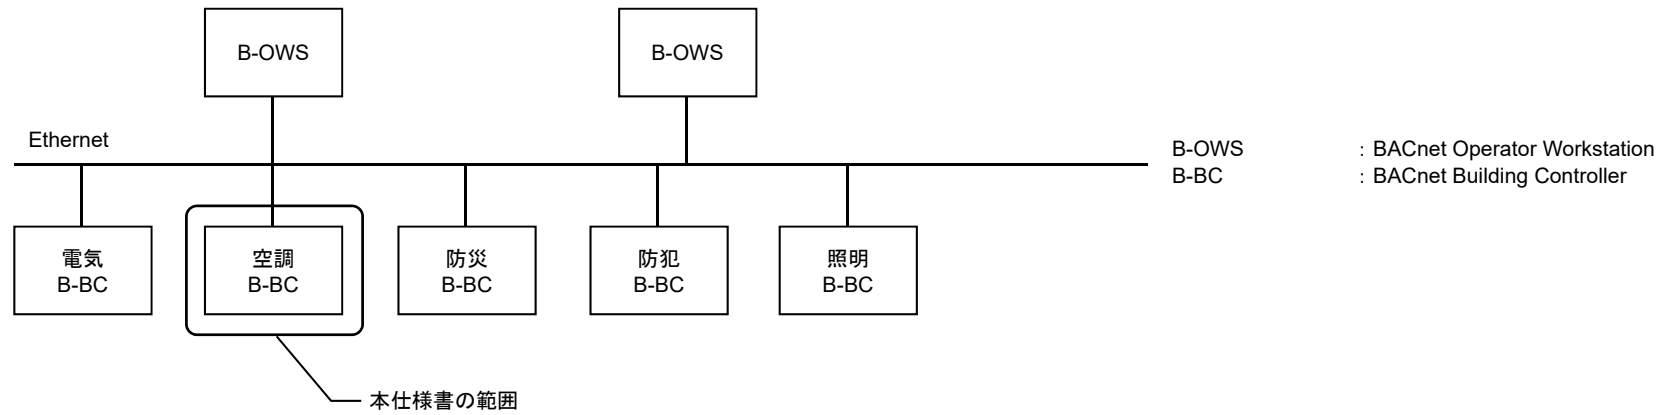 B-OWS
B-OWS
Ethernet
B-OWS : BACnet Operator Workstation
B-BC : BACnet Building Controller
電気
B-BC
空調
B-BC
防災
B-BC
防犯
B-BC
照明
B-BC
本仕様書の範囲